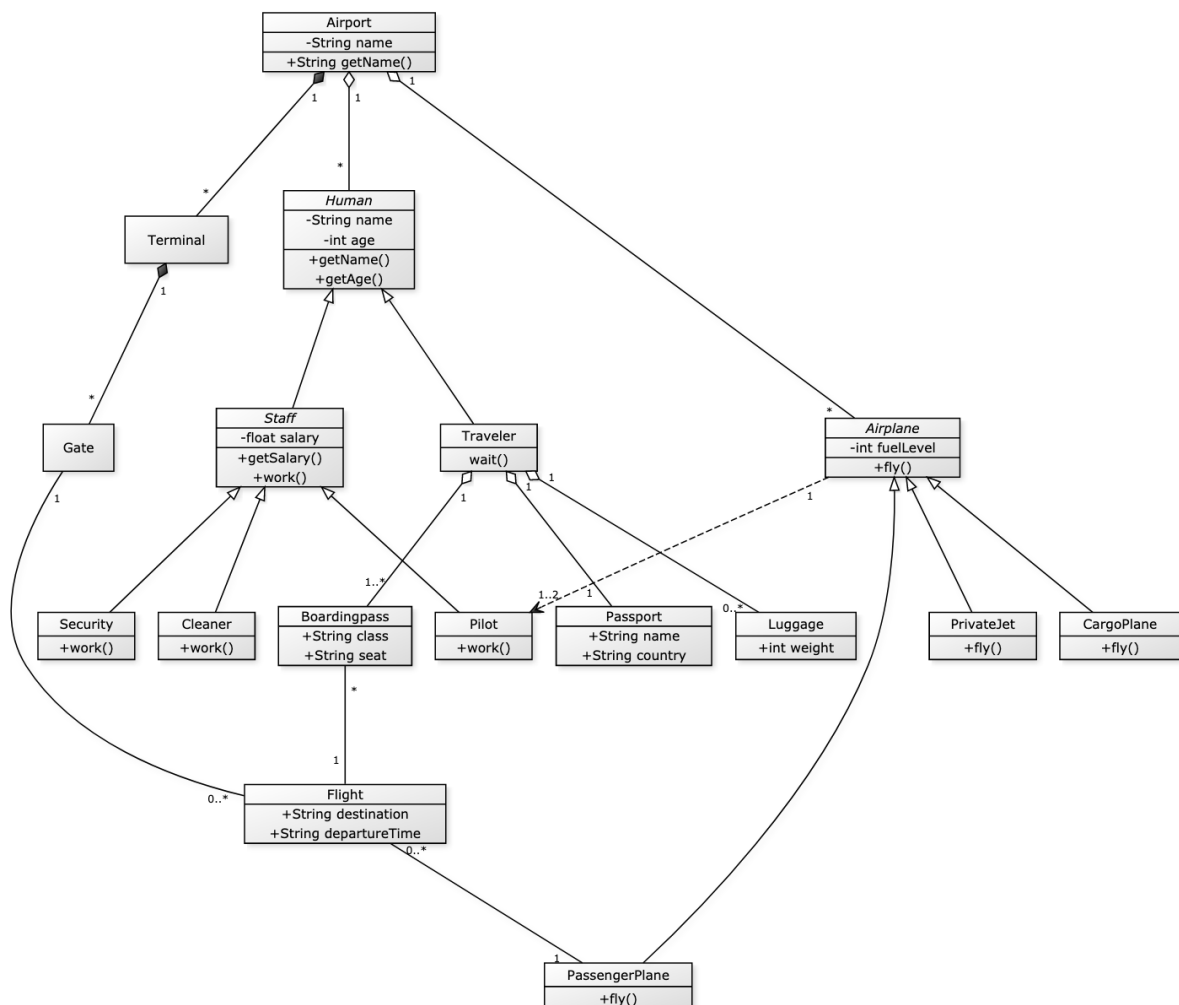 Airport
-String name
+String getName()
1
1
1
*
*
Human
-String name
-int age
+getName()
+getAge()
Terminal
1
*
*
Staff
-float salary
+getSalary()
+work()
Traveler
wait()
Airplane
-int fuelLevel
+fly()
Gate
1
1
1
1
1
1..*
1..2
1
0..*
Security
+work()
Cleaner
+work()
Boardingpass
+String class
+String seat
Pilot
+work()
Passport
+String name
+String country
Luggage
+int weight
PrivateJet
+fly()
CargoPlane
+fly()
*
1
0..*
Flight
+String destination
+String departureTime
0..*
1
PassengerPlane
+fly()